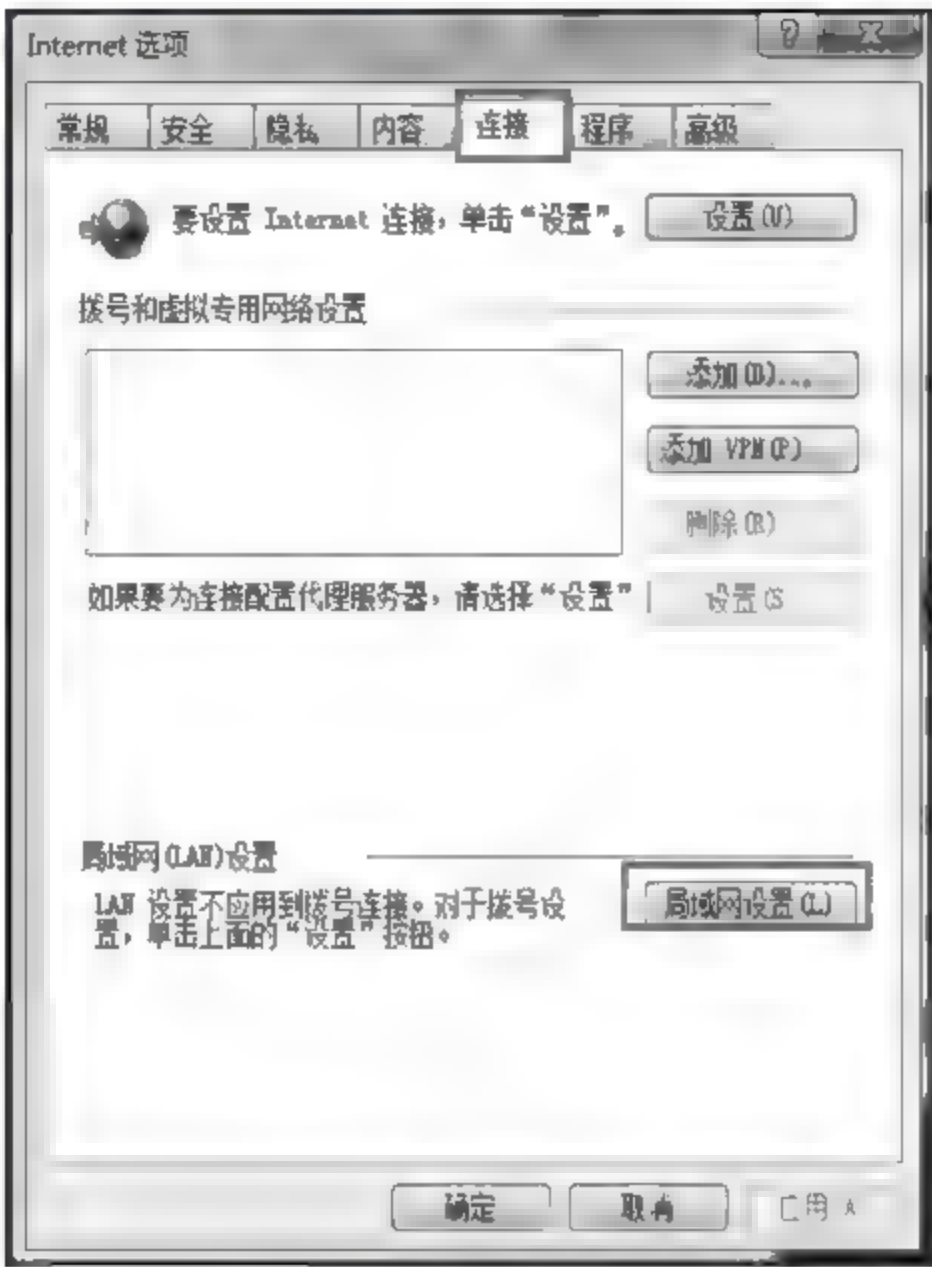 Internet 选项
常规 安全 隐私 内容 连接 程序 高级
要设置 Internet 连接，单击“设置”。 设置(U)
拨号和虚拟专用网络设置
添加(D)...
添加 VPN(P)
删除(R)
如果要为连接配置代理服务器，请选择“设置” 设置(S
局域网(LAN)设置
LAN 设置不应用到拨号连接。对于拨号设
置，单击上面的“设置”按钮。
局域网设置(L)
确定 取消